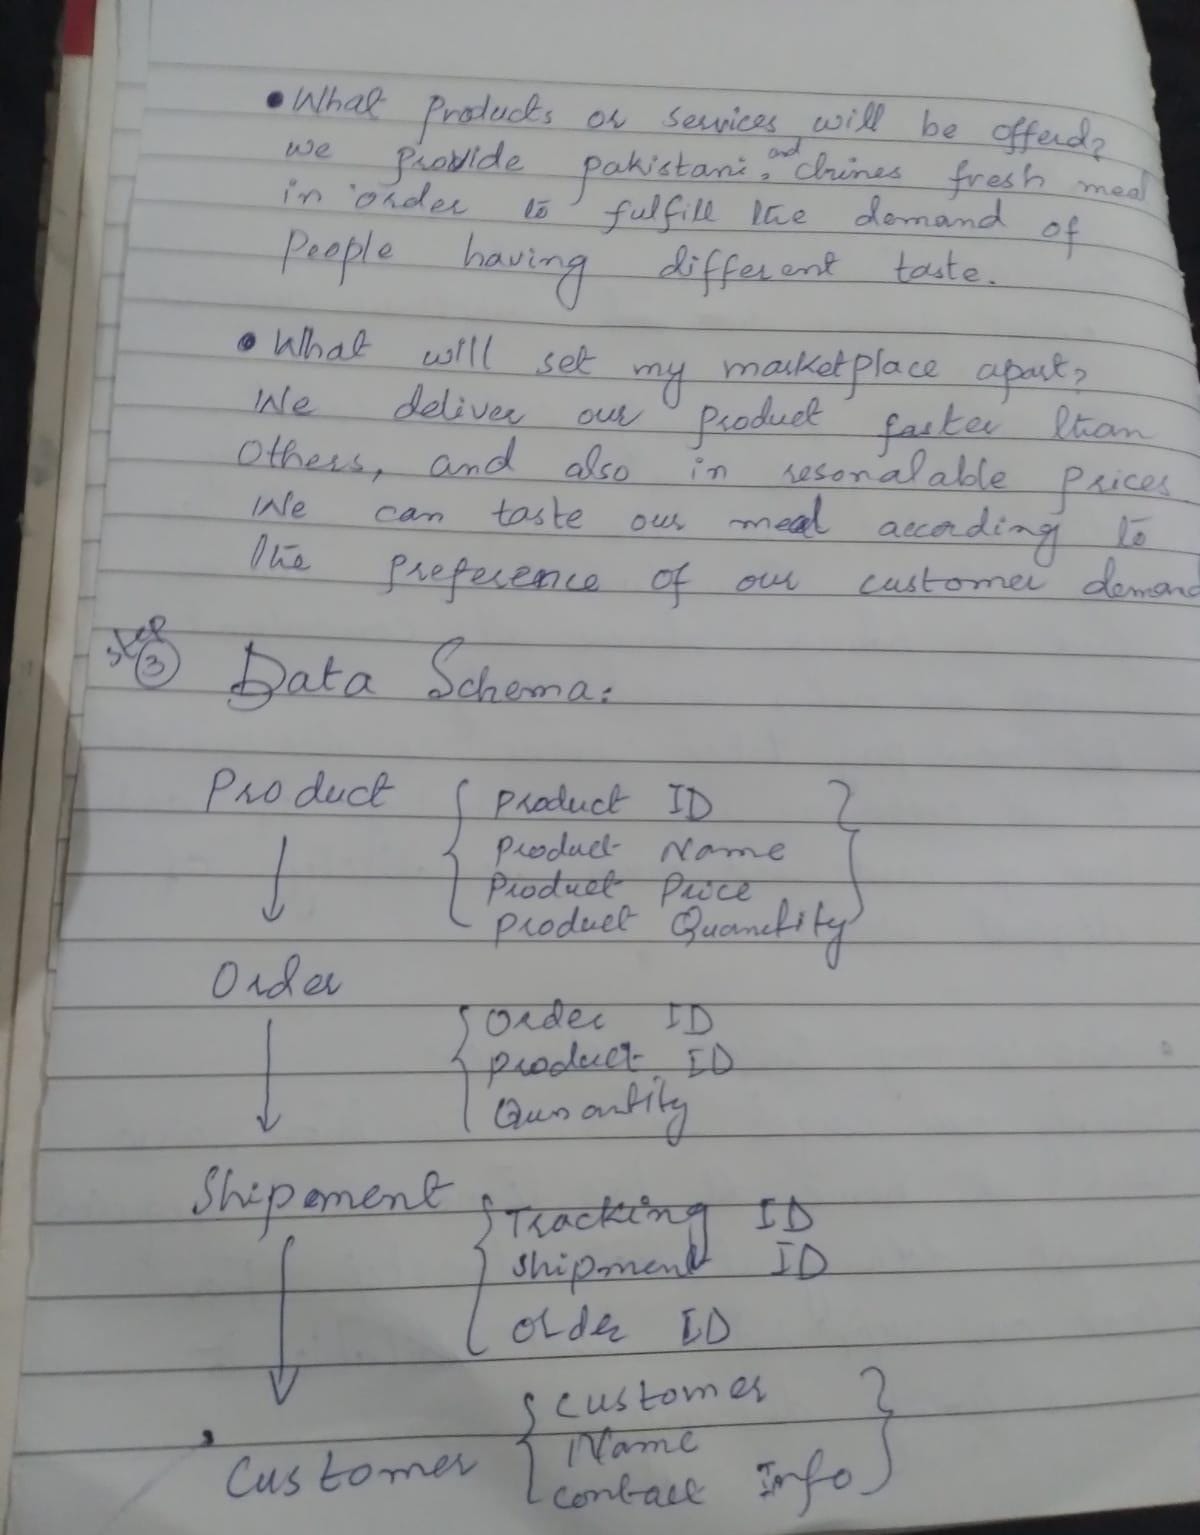 • What products or services will be offerd?
we provide pakistani, and chines fresh meal
in order to fulfill the demand of
people having different taste.
• What will set my marketplace apart?
We deliver our product faster than
others, and also in resonalable prices
We can taste our meal according to
the preference of our customer demand
step 3 Data Schema:
Product { product ID }
product Name
product Price
product Quantity
Order
{ Order ID
product ID
Quantity
Shipment { Tracking ID
shipment ID
order ID
{ customer }
Name
Customer
contact Info